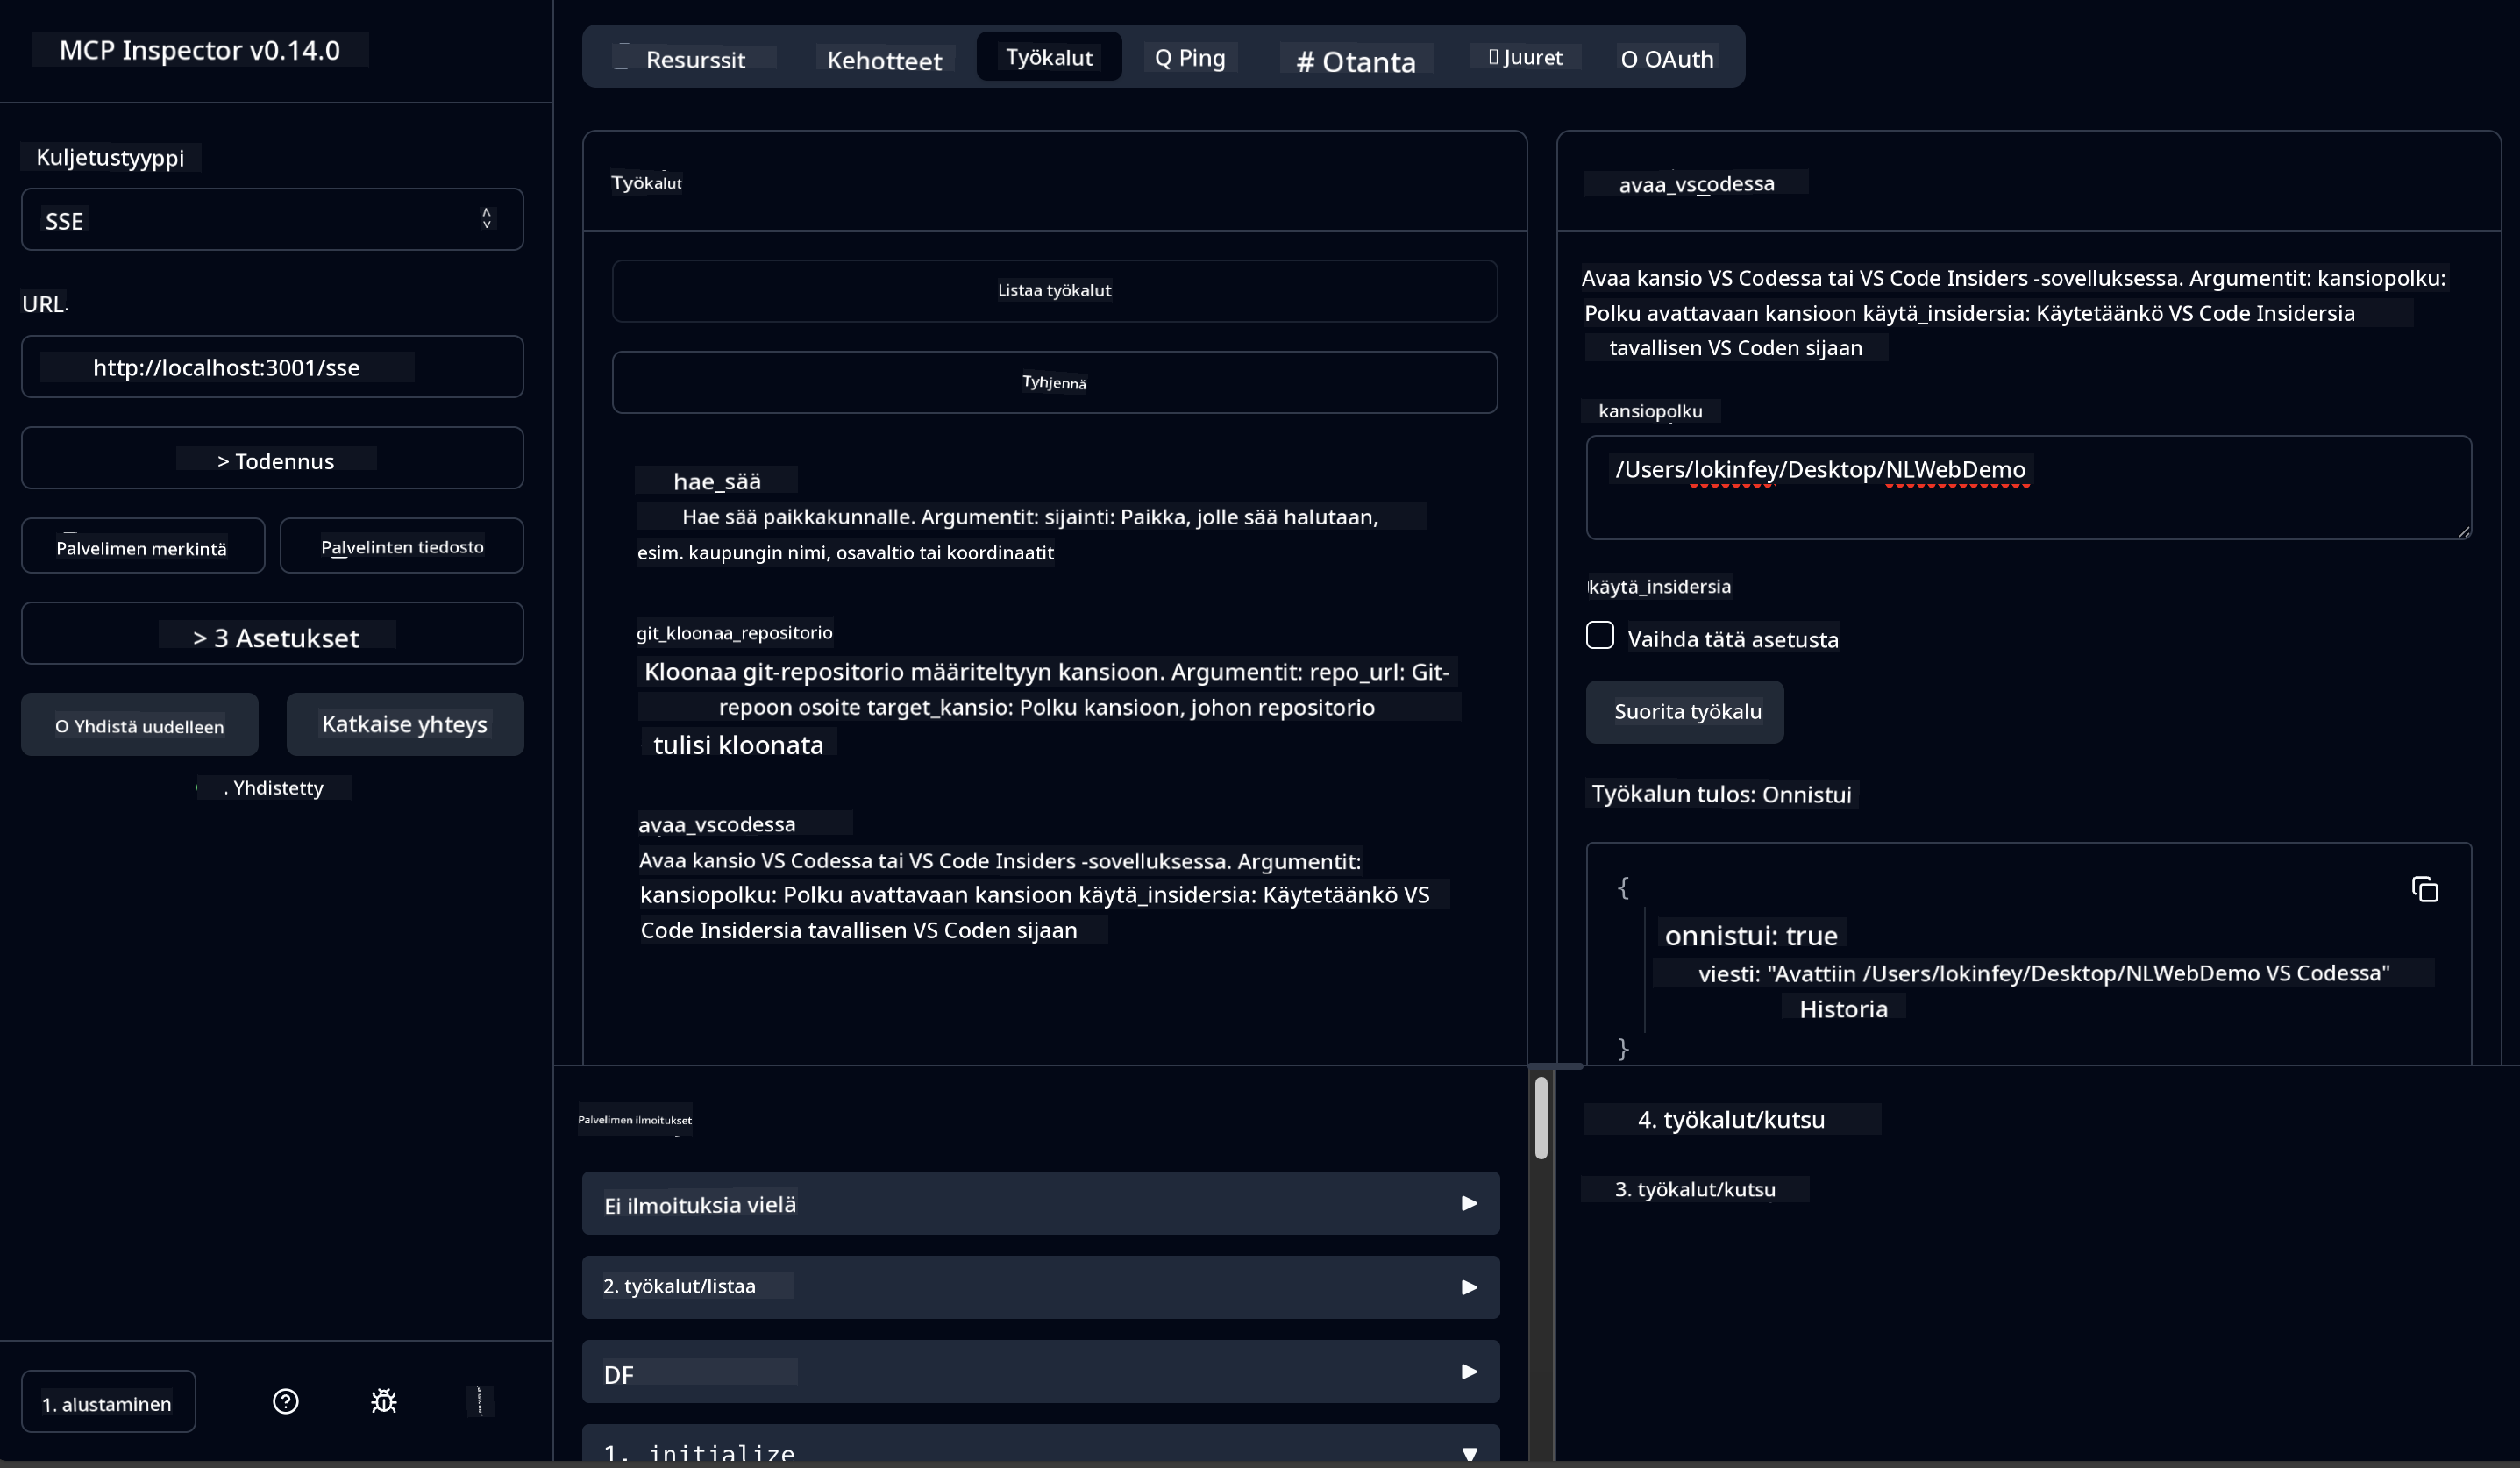 MCP Inspector v0.14.0
Kuljetustyyppi
SSE
URL.
http://localhost:3001/sse
> Todennus
Palvelimen merkintä
Palvelinten tiedosto
> 3 Asetukset
O Yhdistä uudelleen
Katkaise yhteys
. Yhdistetty
1. alustaminen
Resurssit
Kehotteet
Työkalut
Q Ping
# Otanta
Juuret
O OAuth
Työkalut
Listaa työkalut
Tyhjennä
hae_sää
Hae sää paikkakunnalle. Argumentit: sijainti: Paikka, jolle sää halutaan,
esim. kaupungin nimi, osavaltio tai koordinaatit
git_kloonaa_repositorio
Kloonaa git-repositorio määriteltyyn kansioon. Argumentit: repo_url: Git-
repoon osoite target_kansio: Polku kansioon, johon repositorio
tulisi kloonata
avaa_vscodessa
Avaa kansio VS Codessa tai VS Code Insiders -sovelluksessa. Argumentit:
kansiopolku: Polku avattavaan kansioon käytä_insidersia: Käytetäänkö VS
Code Insidersia tavallisen VS Coden sijaan
avaa_vscodessa
Avaa kansio VS Codessa tai VS Code Insiders -sovelluksessa. Argumentit: kansiopolku:
Polku avattavaan kansioon käytä_insidersia: Käytetäänkö VS Code Insidersia
tavallisen VS Coden sijaan
kansiopolku
/Users/lokinfey/Desktop/NLWebDemo
käytä_insidersia
Vaihda tätä asetusta
Suorita työkalu
Työkalun tulos: Onnistui
{
onnistui: true
viesti: "Avattiin /Users/lokinfey/Desktop/NLWebDemo VS Codessa"
Historia
}
Palvelimen ilmoitukset
Ei ilmoituksia vielä
2. työkalut/listaa
DF
1. initialize
4. työkalut/kutsu
3. työkalut/kutsu